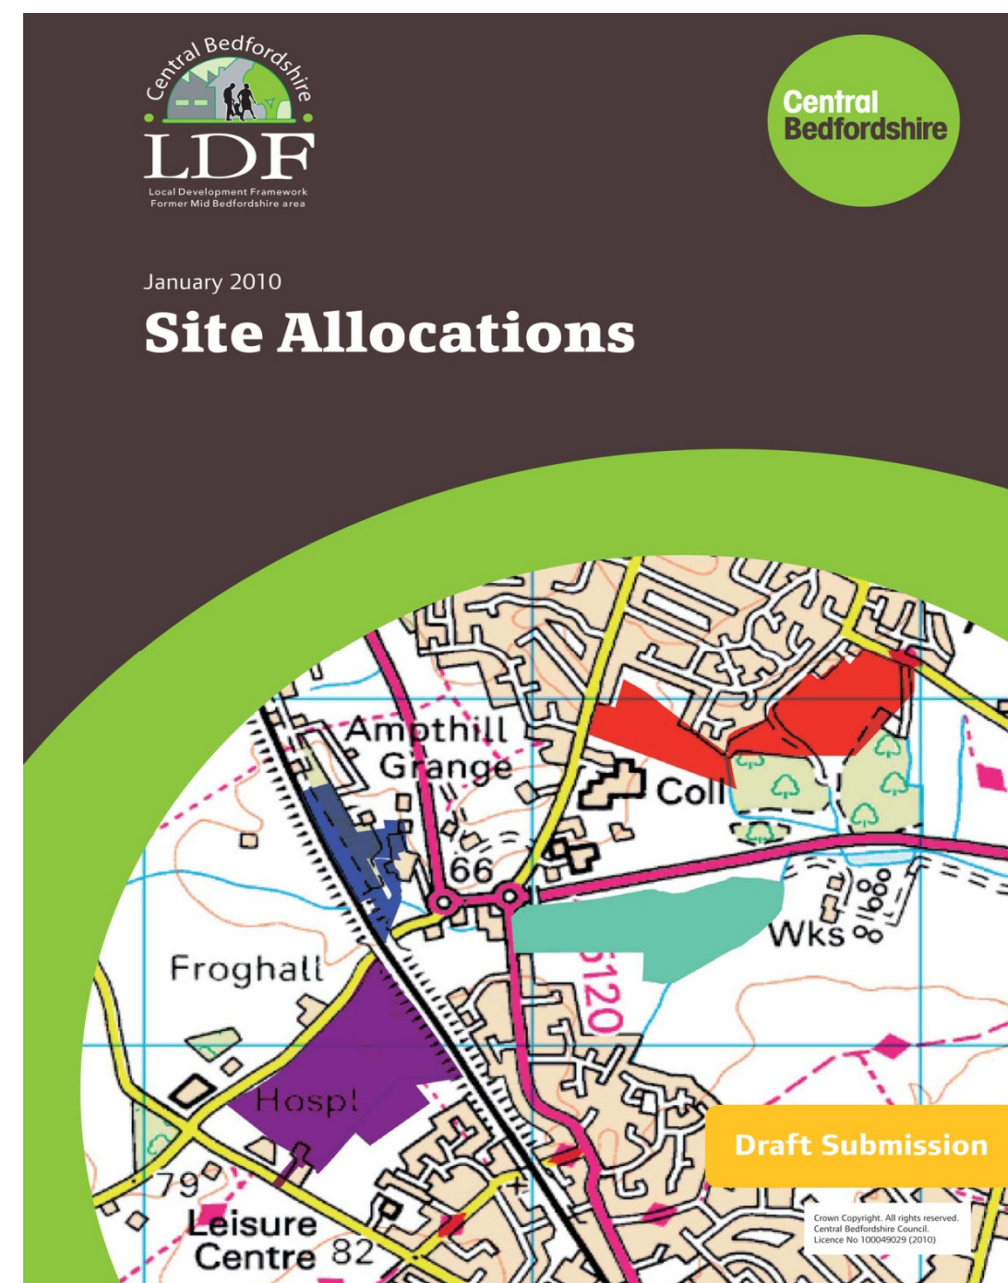 Central Bedfordshire
LDF
Local Development Framework
Former Mid Bedfordshire area
Central
Bedfordshire
January 2010
Site Allocations
Ampthill
Grange
Coll
66
Wks
Froghall
5120
Hospl
79
Leisure
Centre 82
Draft Submission
Crown Copyright. All rights reserved.
Central Bedfordshire Council.
Licence No 100049029 (2010)